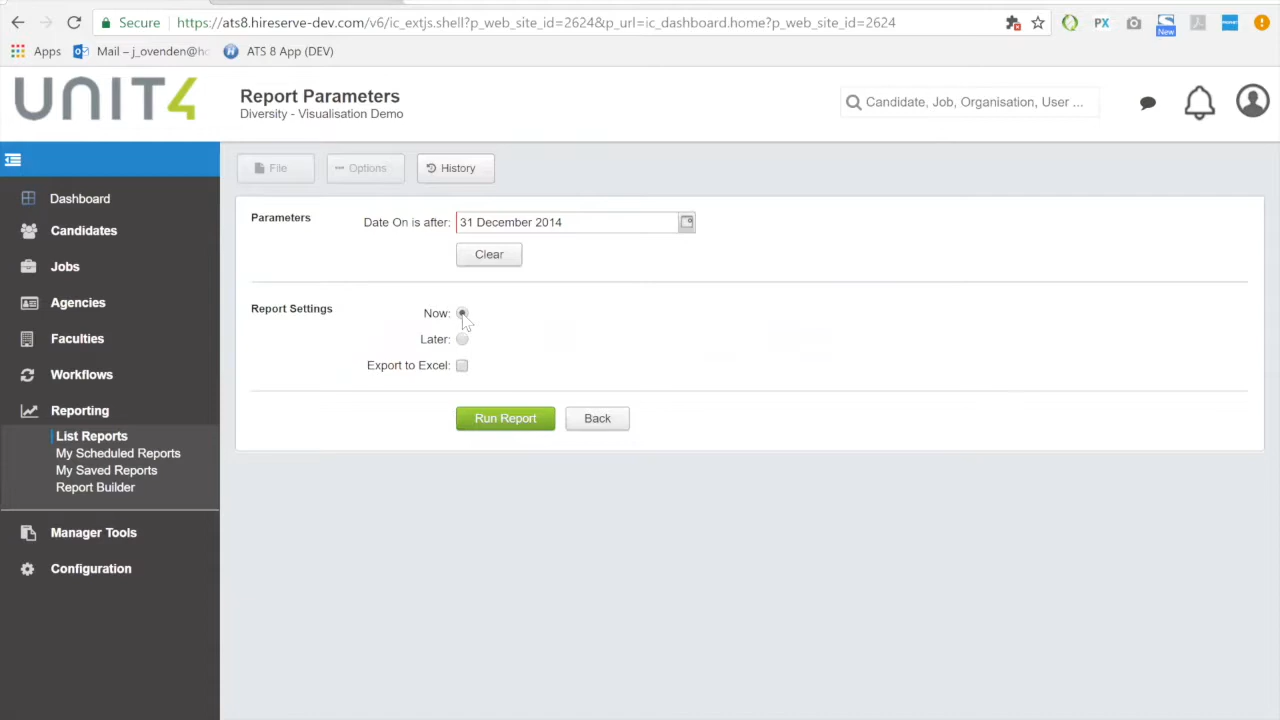 Secure https://ats8.hireserve-dev.com/v6/ic_extjs.shell?p_web_site_id=2624&p_url=ic_dashboard.home?p_web_site_id=2624
PX
New
Apps Mail – j_ovenden@ho ATS 8 App (DEV)
UNIT4
Report Parameters
Diversity - Visualisation Demo
Candidate, Job, Organisation, User ...
File Options History
Dashboard
Candidates
Jobs
Agencies
Faculties
Workflows
Reporting
List Reports
My Scheduled Reports
My Saved Reports
Report Builder
Manager Tools
Configuration
Parameters Date On is after: 31 December 2014
Clear
Report Settings Now:
Later:
Export to Excel:
Run Report Back